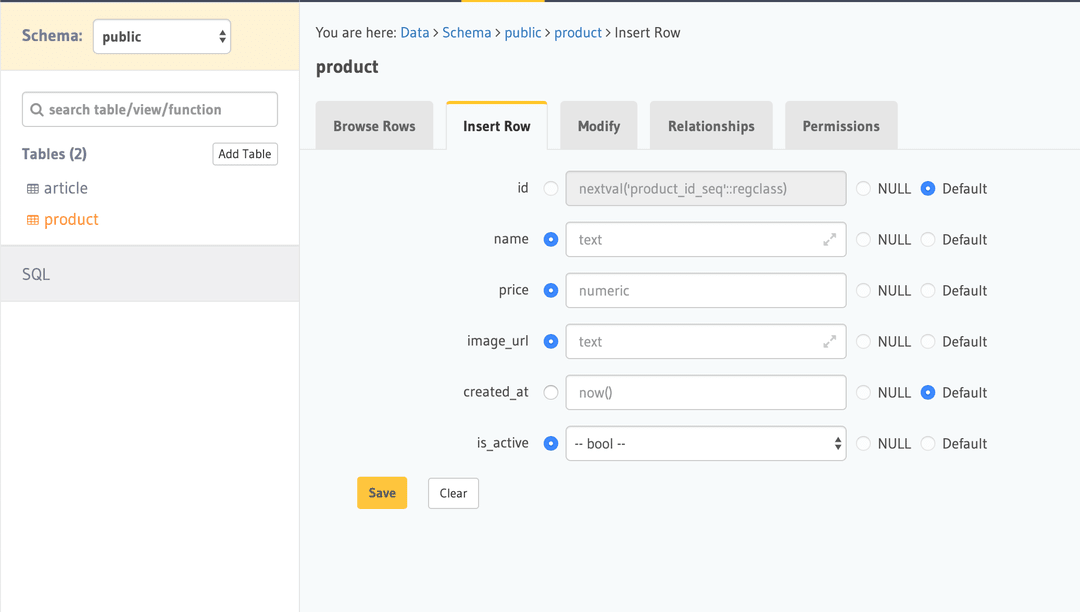 Schema: public
search table/view/function
Tables (2) Add Table
article
product
SQL
You are here: Data > Schema > public > product > Insert Row
product
Browse Rows Insert Row Modify Relationships Permissions
id nextval('product_id_seq'::regclass) NULL Default
name text NULL Default
price numeric NULL Default
image_url text NULL Default
created_at now() NULL Default
is_active -- bool -- NULL Default
Save Clear